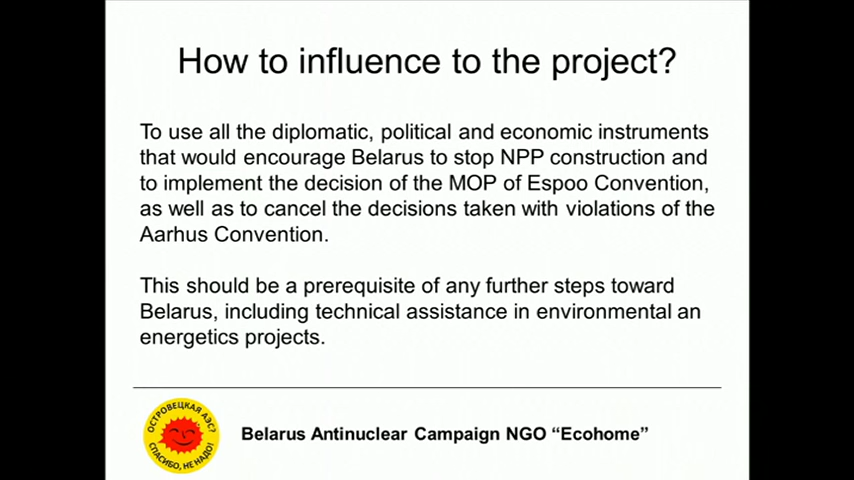 How to influence to the project?
To use all the diplomatic, political and economic instruments
that would encourage Belarus to stop NPP construction and
to implement the decision of the MOP of Espoo Convention,
as well as to cancel the decisions taken with violations of the
Aarhus Convention.
This should be a prerequisite of any further steps toward
Belarus, including technical assistance in environmental an
energetics projects.
ОСТРОВЕЦКАЯ АЭС?
СПАСИБО, НЕ НАДО!
Belarus Antinuclear Campaign NGO “Ecohome”